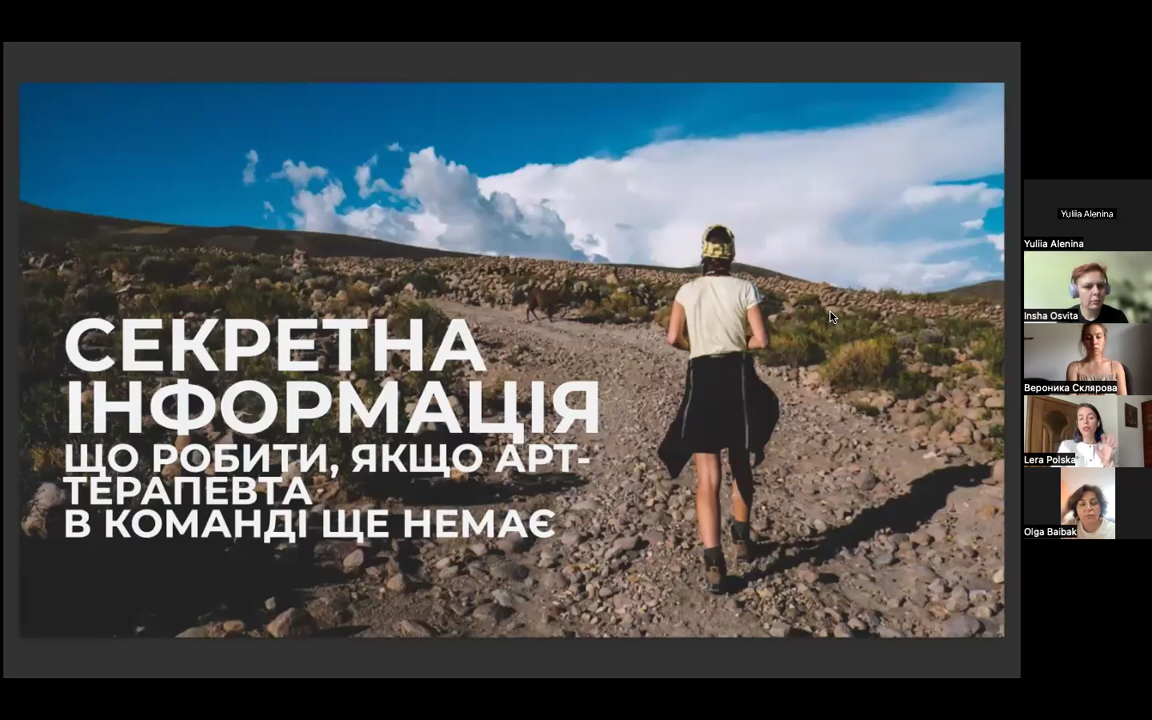 СЕКРЕТНА
ІНФОРМАЦІЯ
ЩО РОБИТИ, ЯКЩО АРТ-
ТЕРАПЕВТА
В КОМАНДІ ЩЕ НЕМАЄ
Yuliia Alenina
Yuliia Alenina
Insha Osvita
Вероника Склярова
Lera Polska
Olga Baibak